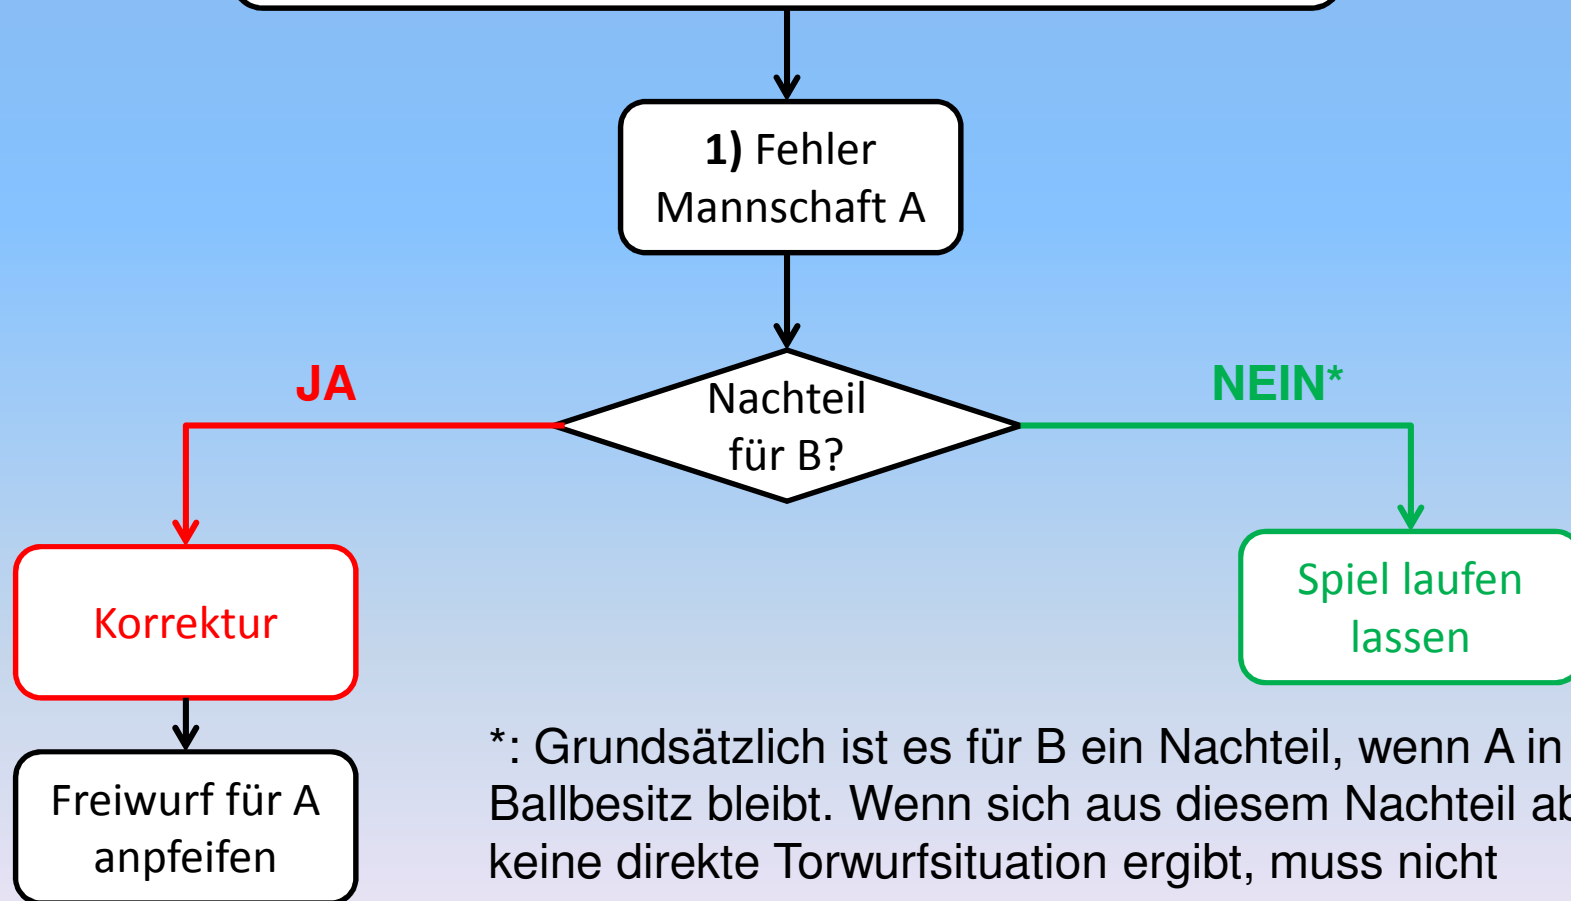 1) Fehler
Mannschaft A
JA
Nachteil
für B?
NEIN*
Korrektur
Spiel laufen
lassen
Freiwurf für A
anpfeifen
*: Grundsätzlich ist es für B ein Nachteil, wenn A in
Ballbesitz bleibt. Wenn sich aus diesem Nachteil ab
keine direkte Torwurfsituation ergibt, muss nicht